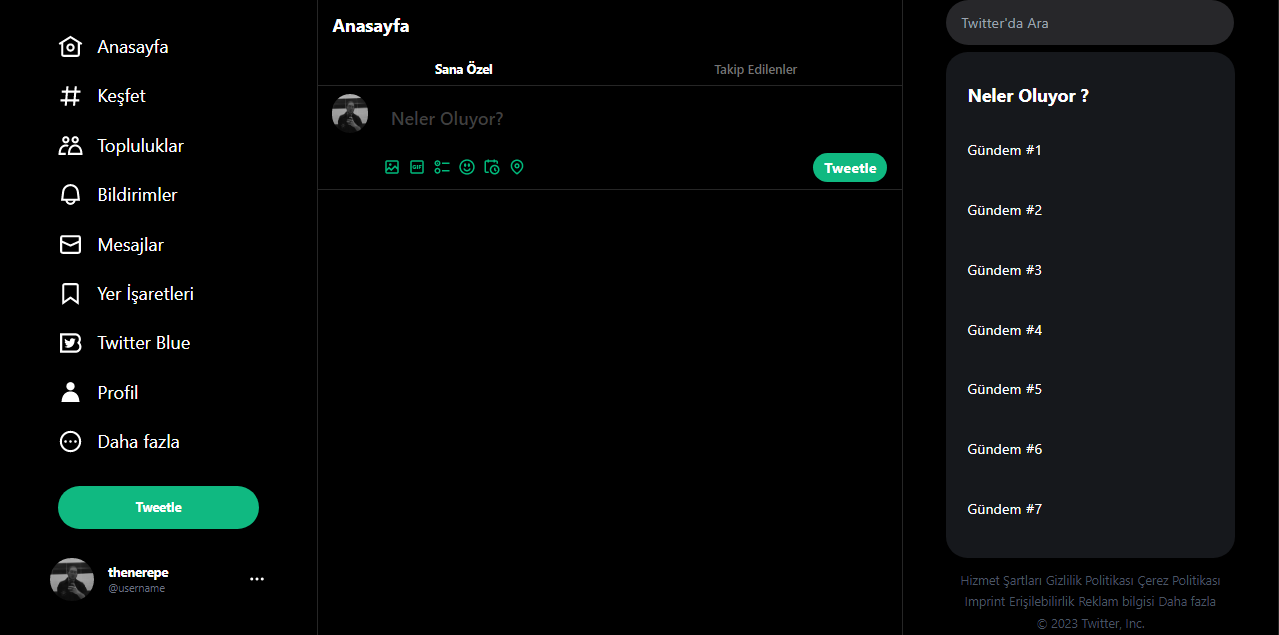 Anasayfa
Keşfet
Topluluklar
Bildirimler
Mesajlar
Yer İşaretleri
Twitter Blue
Profil
Daha fazla
Tweetle
thenerepe
@username
Anasayfa
Sana Özel
Takip Edilenler
Neler Oluyor?
GIF
Tweetle
Twitter'da Ara
Neler Oluyor ?
Gündem #1
Gündem #2
Gündem #3
Gündem #4
Gündem #5
Gündem #6
Gündem #7
Hizmet Şartları Gizlilik Politikası Çerez Politikası
Imprint Erişilebilirlik Reklam bilgisi Daha fazla
© 2023 Twitter, Inc.